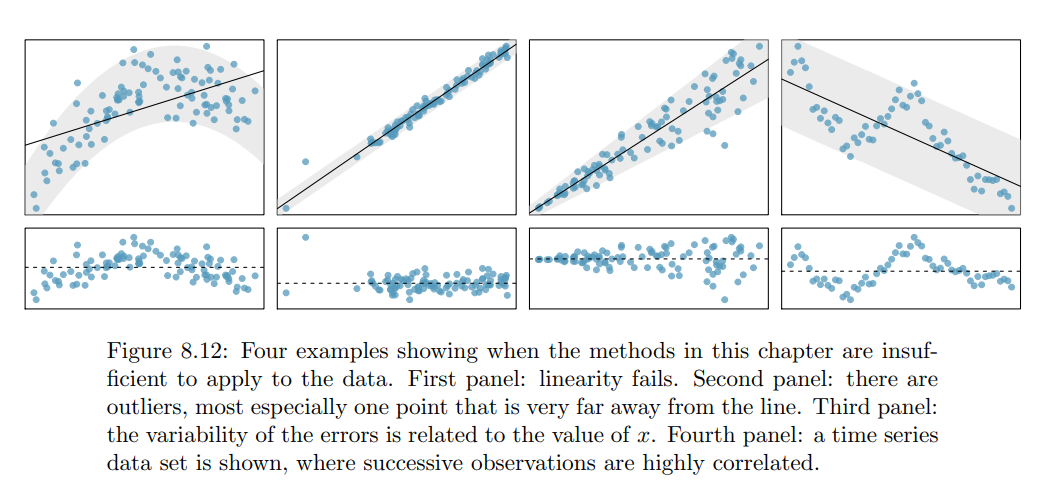 Figure 8.12: Four examples showing when the methods in this chapter are insuf-
ficient to apply to the data. First panel: linearity fails. Second panel: there are
outliers, most especially one point that is very far away from the line. Third panel:
the variability of the errors is related to the value of x. Fourth panel: a time series
data set is shown, where successive observations are highly correlated.